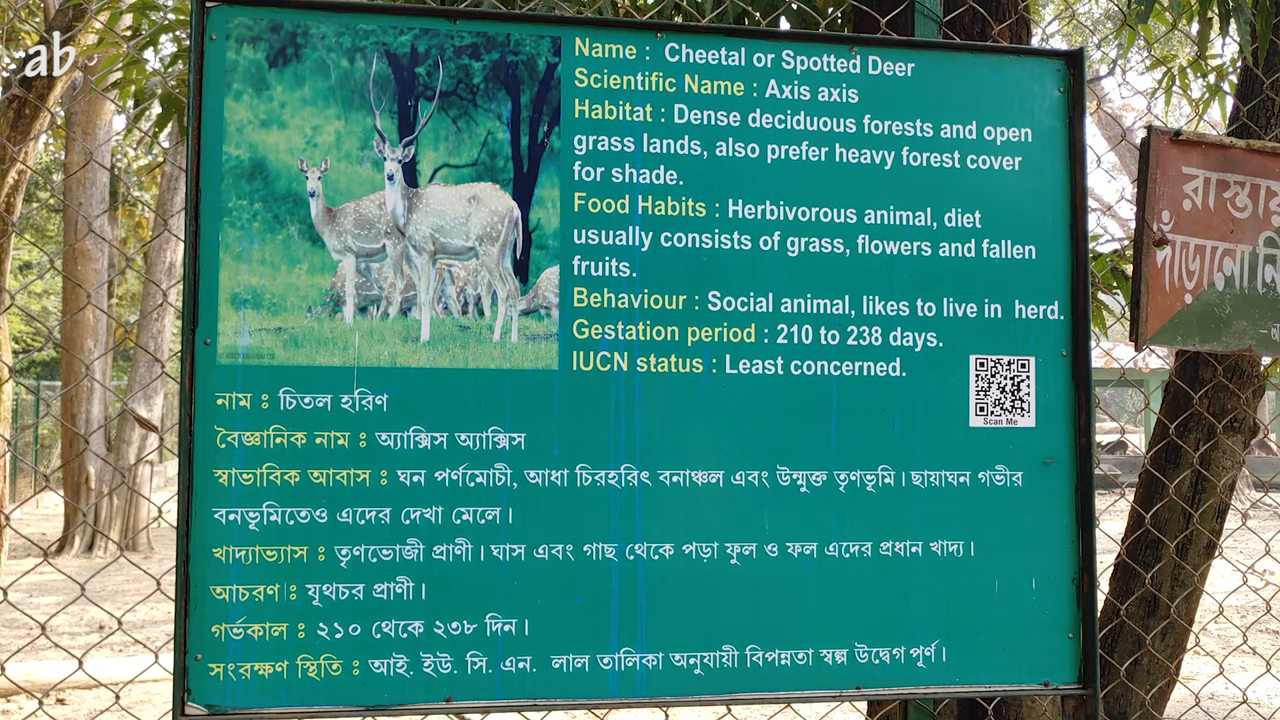 ab
Name : Cheetal or Spotted Deer
Scientific Name : Axis axis
Habitat : Dense deciduous forests and open
grass lands, also prefer heavy forest cover
for shade.
Food Habits : Herbivorous animal, diet
usually consists of grass, flowers and fallen
fruits.
Behaviour : Social animal, likes to live in herd.
Gestation period : 210 to 238 days.
IUCN status : Least concerned.
Scan Me
নাম : চিতল হরিণ
বৈজ্ঞানিক নাম : অ্যাক্সিস অ্যাক্সিস
স্বাভাবিক আবাস : ঘন পর্ণমোচী, আধা চিরহরিৎ বনাঞ্চল এবং উন্মুক্ত তৃণভূমি। ছায়াঘন গভীর
বনভূমিতেও এদের দেখা মেলে।
খাদ্যাভ্যাস : তৃণভোজী প্রাণী। ঘাস এবং গাছ থেকে পড়া ফুল ও ফল এদের প্রধান খাদ্য।
আচরণ : যূথচর প্রাণী।
গর্ভকাল : ২১০ থেকে ২৩৮ দিন।
সংরক্ষণ স্থিতি : আই. ইউ. সি. এন. লাল তালিকা অনুযায়ী বিপন্নতা স্বল্প উদ্বেগ পূর্ণ।
রাস্তায়